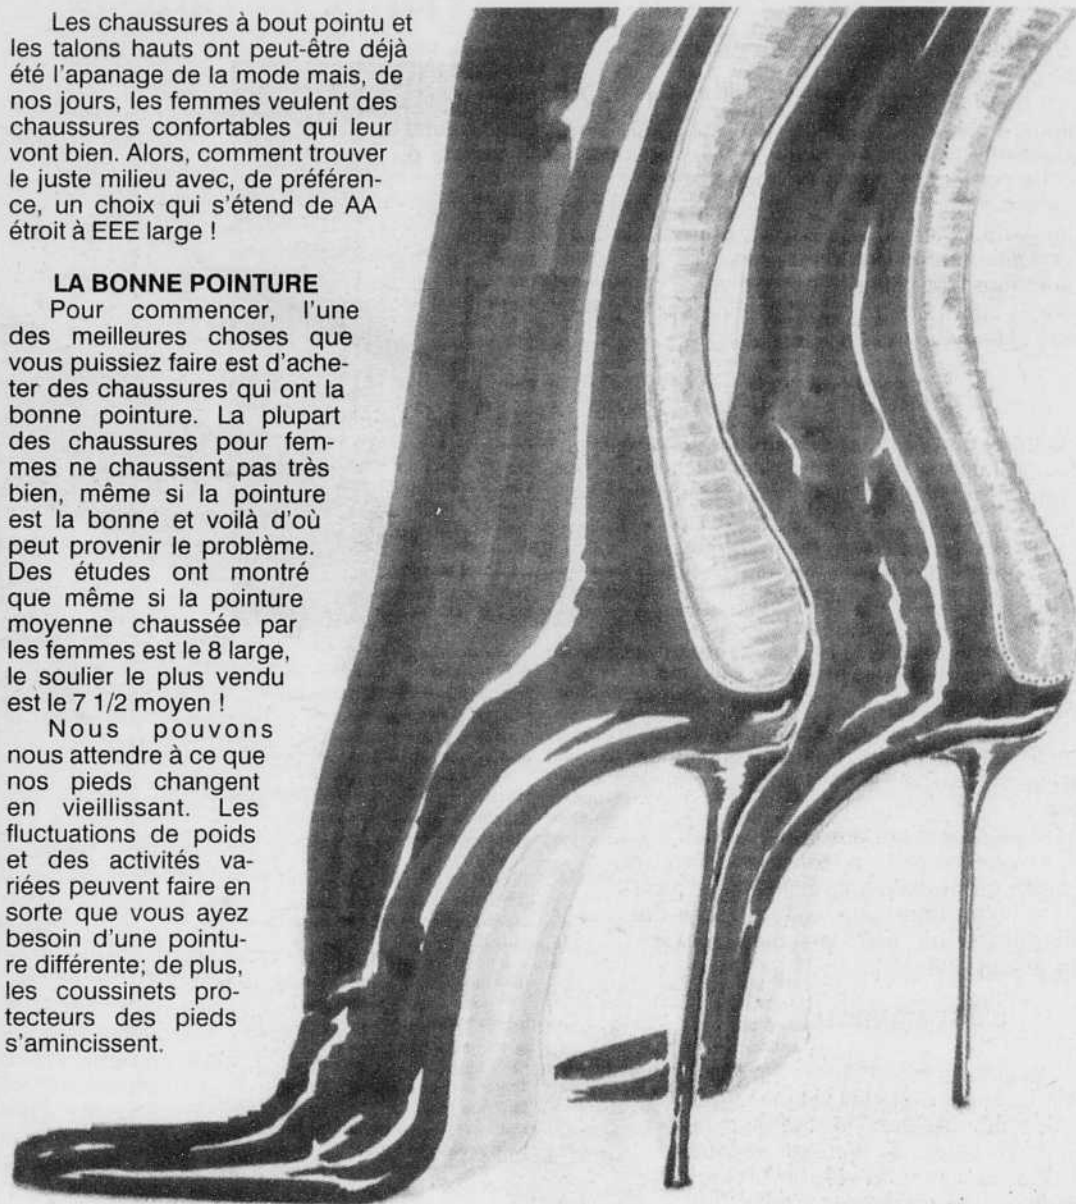 Les chaussures à bout pointu et
les talons hauts ont peut-être déjà
été l'apanage de la mode mais, de
nos jours, les femmes veulent des
chaussures confortables qui leur
vont bien. Alors, comment trouver
le juste milieu avec, de préféren-
ce, un choix qui s'étend de AA
étroit à EEE large !
LA BONNE POINTURE
Pour commencer, l'une
des meilleures choses que
vous puissiez faire est d'ache-
ter des chaussures qui ont la
bonne pointure. La plupart
des chaussures pour fem-
mes ne chaussent pas très
bien, même si la pointure
est la bonne et voilà d'où
peut provenir le problème.
Des études ont montré
que même si la pointure
moyenne chaussée par
les femmes est le 8 large,
le soulier le plus vendu
est le 7 1/2 moyen !
Nous pouvons
nous attendre à ce que
nos pieds changent
en vieillissant. Les
fluctuations de poids
et des activités va-
riées peuvent faire en
sorte que vous ayez
besoin d'une pointu-
re différente; de plus,
les coussinets pro-
tecteurs des pieds
s'amincissent.